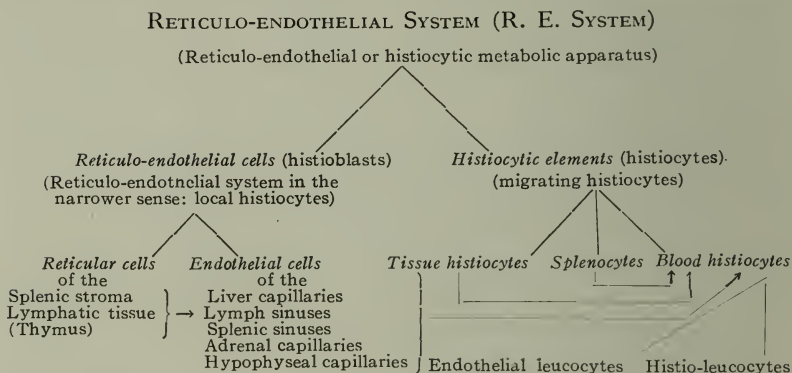 RETICULO-ENDOTHELIAL SYSTEM (R. E. SYSTEM)
(Reticulo-endothelial or histiocytic metabolic apparatus)
Reticulo-endothelial cells (histioblasts)
(Reticulo-endotnelial system in the
narrower sense: local histiocytes)
Histiocytic elements (histiocytes).
(migrating histiocytes)
Reticular cells
of the
Splenic stroma
Lymphatic tissue
(Thymus)
Endothelial cells
of the
Liver capillaries
Lymph sinuses
Splenic sinuses
Adrenal capillaries
Hypophyseal capillaries
Tissue histiocytes
Splenocytes
Blood histiocytes
Endothelial leucocytes
Histio-leucocytes